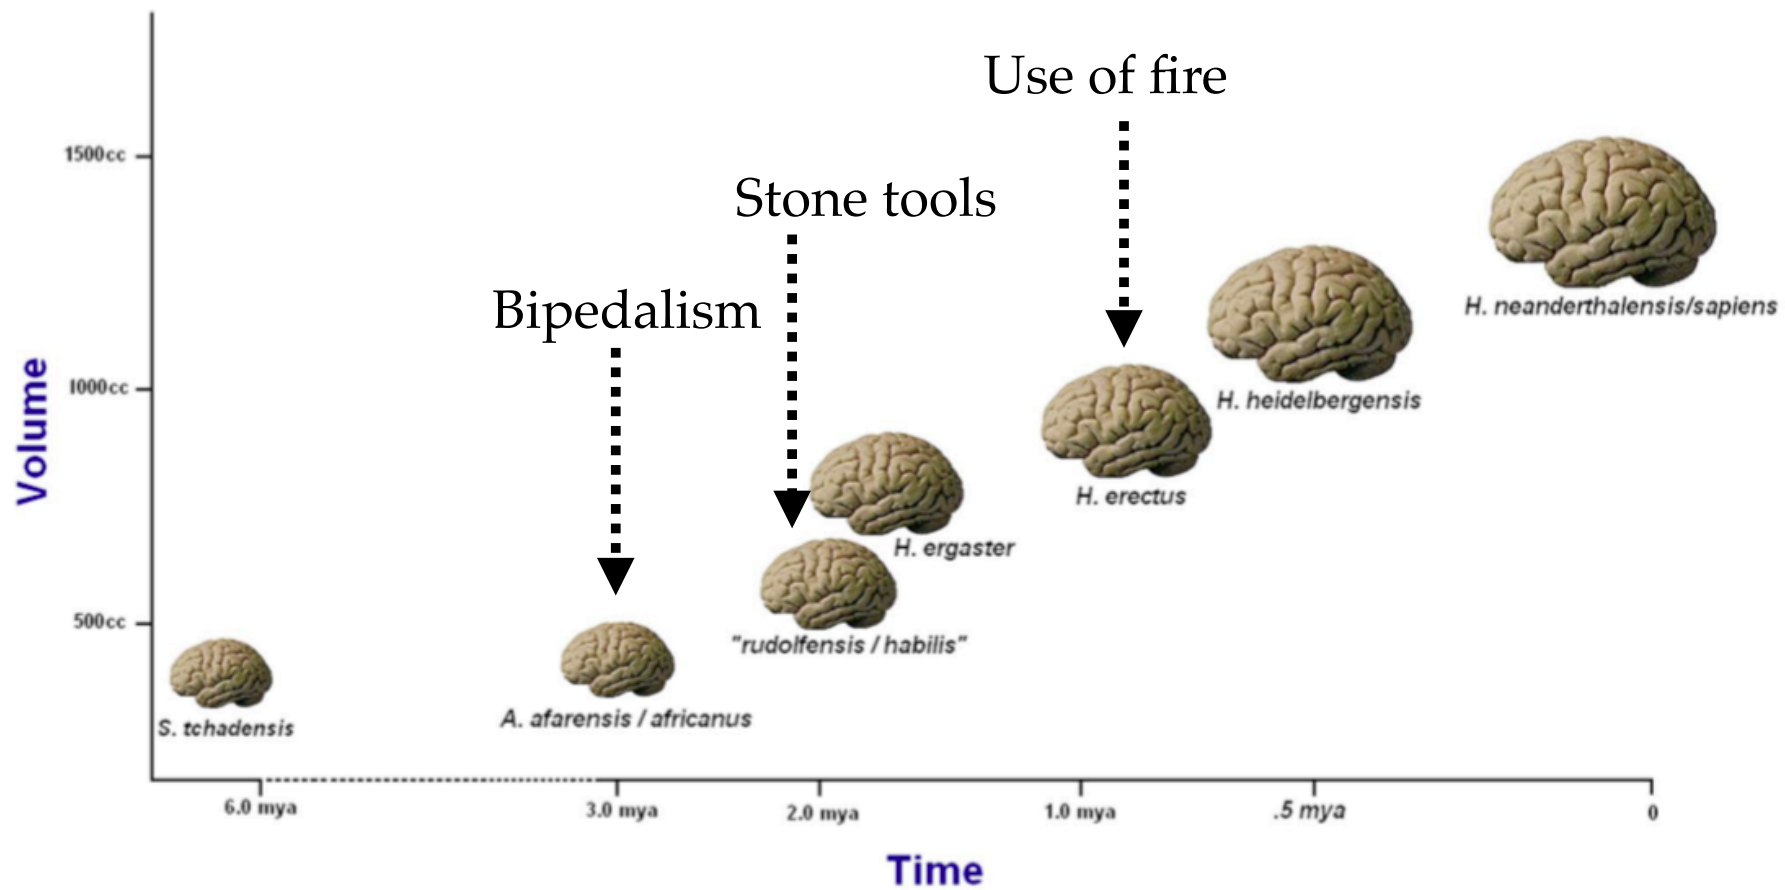 Use of fire
1500cc
Stone tools
Bipedalism
H. neanderthalensis/sapiens
1000cc
H. heidelbergensis
Volume
H. erectus
H. ergaster
500cc
"rudolfensis / habilis"
A. afarensis / africanus
S. tchadensis
6.0 mya
3.0 mya
2.0 mya
1.0 mya
.5 mya
0
Time